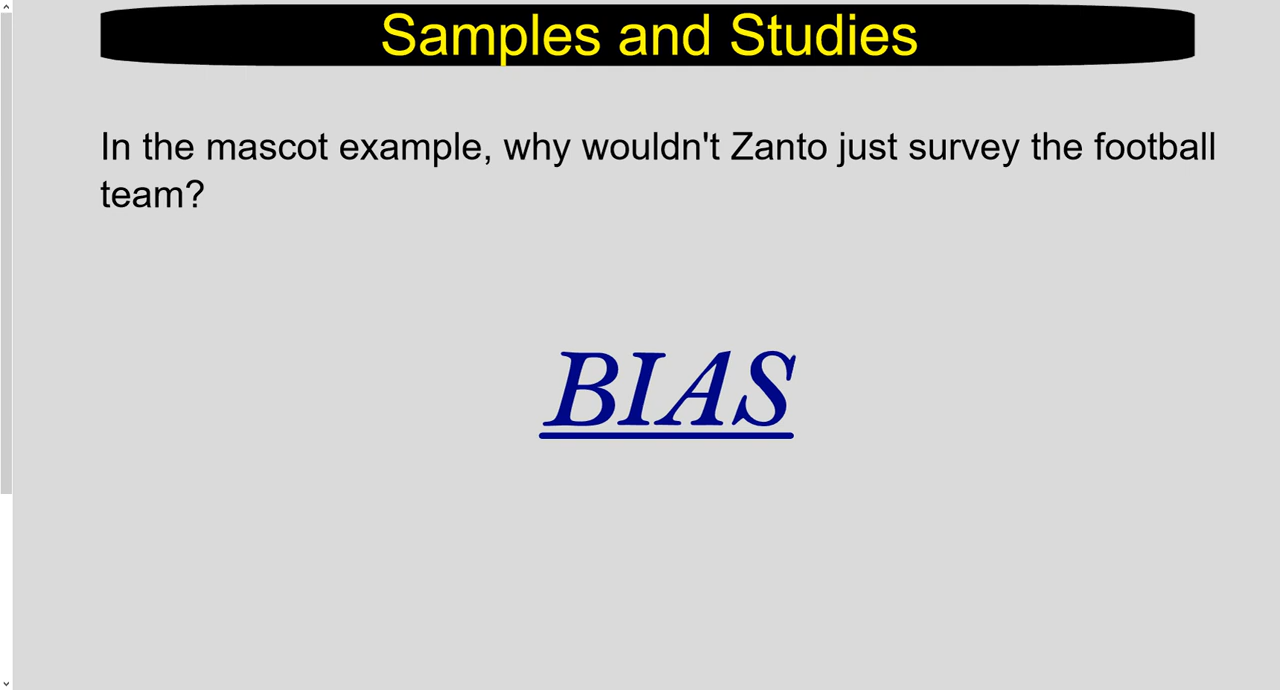 Samples and Studies
In the mascot example, why wouldn't Zanto just survey the football
team?
BIAS